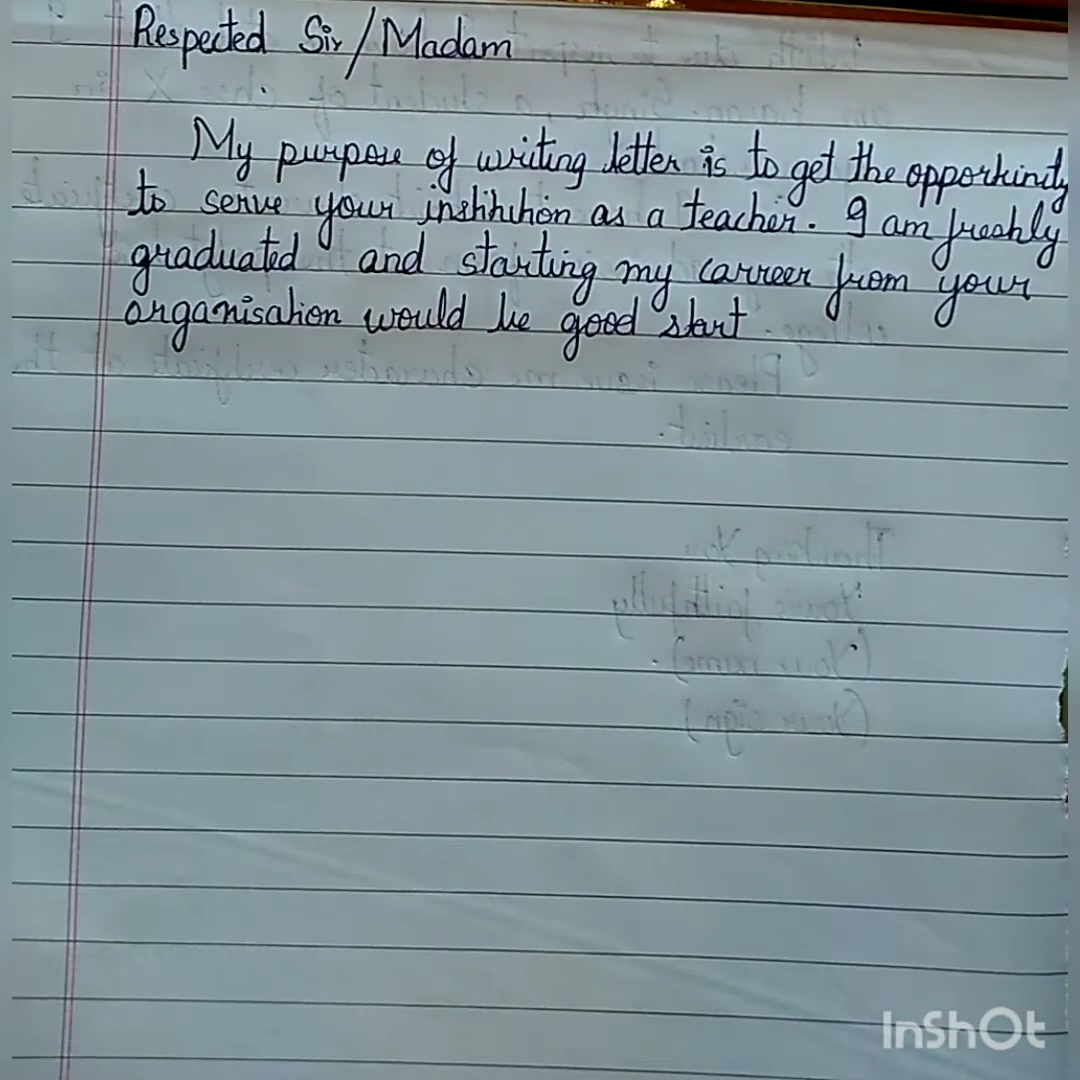 Respected Sir/Madam
My purpose of writing letter is to get the opportunity
to serve your institution as a teacher. I am freshly
graduated and starting my carreer from your
organisation would be good start
InShOt